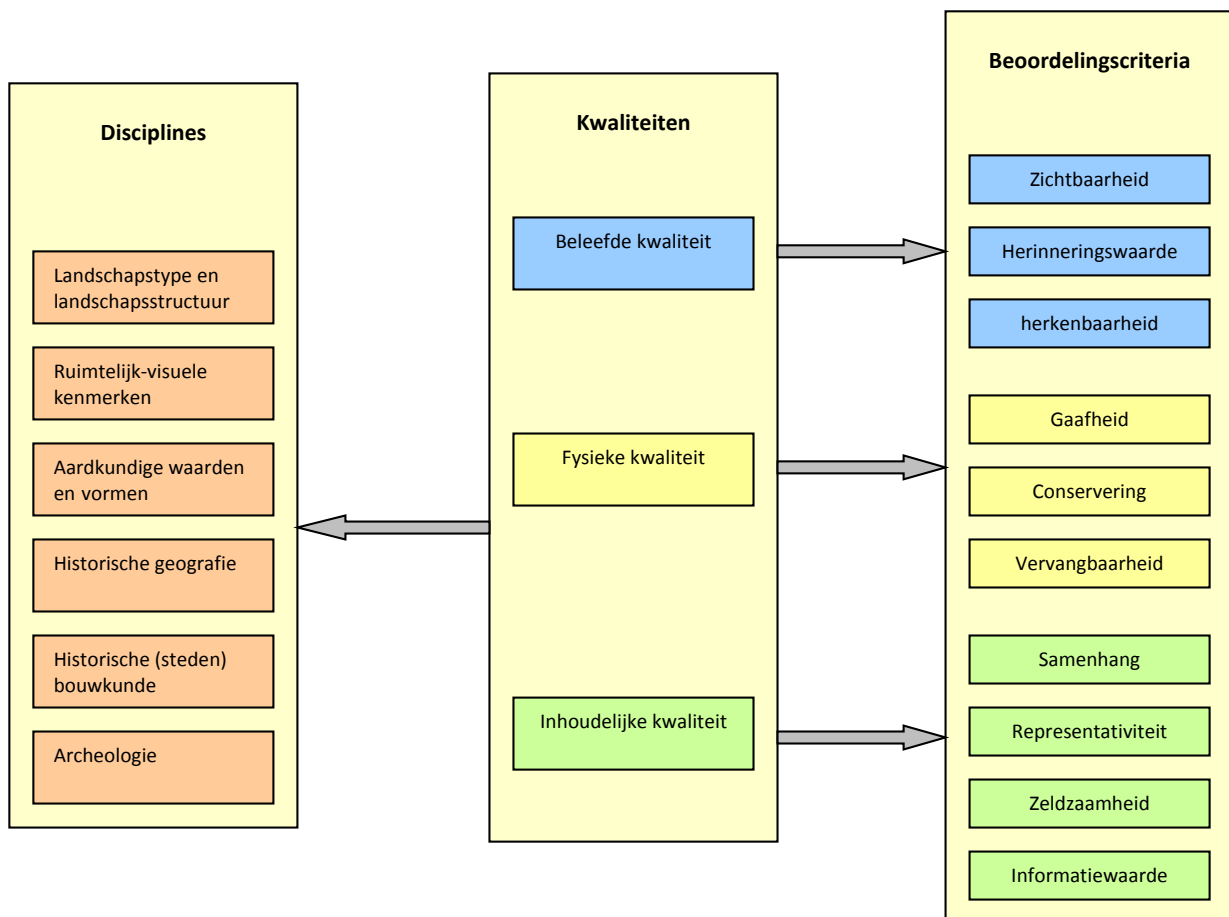 Disciplines
Landschapstype en
landschapsstructuur
Ruimtelijk-visuele
kenmerken
Aardkundige waarden
en vormen
Historische geografie
Historische (steden)
bouwkunde
Archeologie
Kwaliteiten
Beleefde kwaliteit
Fysieke kwaliteit
Inhoudelijke kwaliteit
Beoordelingscriteria
Zichtbaarheid
Herinneringswaarde
herkenbaarheid
Gaafheid
Conservering
Vervangbaarheid
Samenhang
Representativiteit
Zeldzaamheid
Informatiewaarde